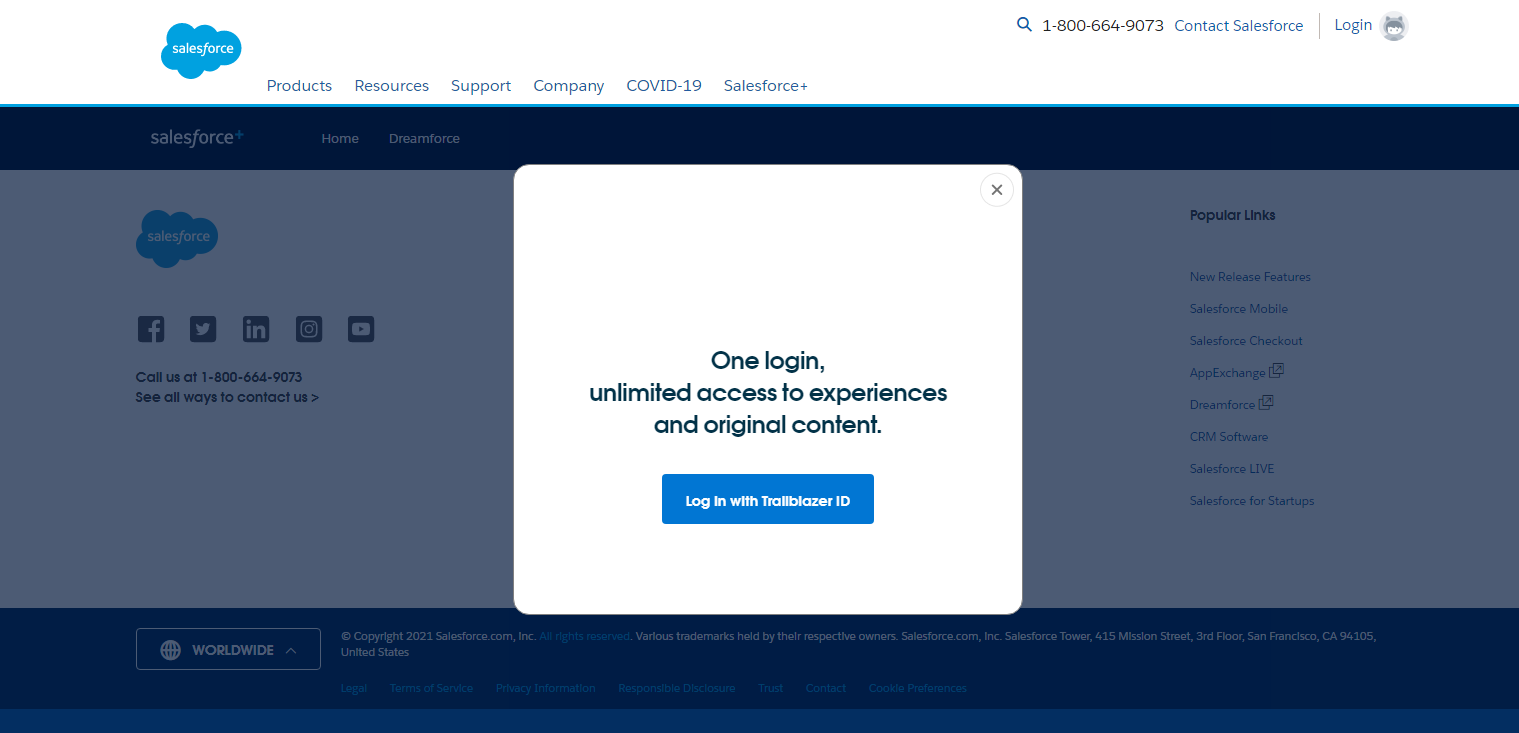 1-800-664-9073 Contact Salesforce Login
salesforce
Products Resources Support Company COVID-19 Salesforce+
salesforce+ Home Dreamforce
salesforce
Call us at 1-800-664-9073
See all ways to contact us >
One login,
unlimited access to experiences
and original content.
Log In with Trailblazer ID
Popular Links
New Release Features
Salesforce Mobile
Salesforce Checkout
AppExchange
Dreamforce
CRM Software
Salesforce LIVE
Salesforce for Startups
WORLDWIDE
© Copyright 2021 Salesforce.com, Inc. All rights reserved. Various trademarks held by their respective owners. Salesforce.com, Inc. Salesforce Tower, 415 Mission Street, 3rd Floor, San Francisco, CA 94105,
United States
Legal Terms of Service Privacy Information Responsible Disclosure Trust Contact Cookie Preferences